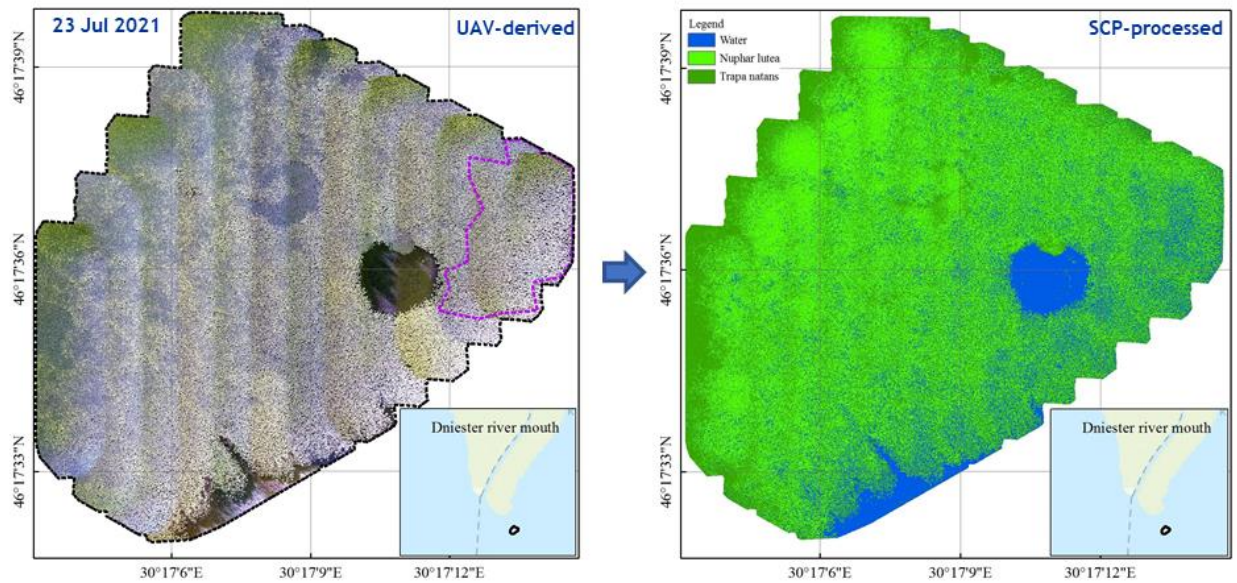 23 Jul 2021
UAV-derived
46°17'39"N
46°17'36"N
46°17'33"N
Dniester river mouth
30°17'6"E
30°17'9"E
30°17'12"E
SCP-processed
Legend
Water
Nuphar lutea
Trapa natans
46°17'39"N
46°17'36"N
46°17'33"N
Dniester river mouth
30°17'6"E
30°17'9"E
30°17'12"E